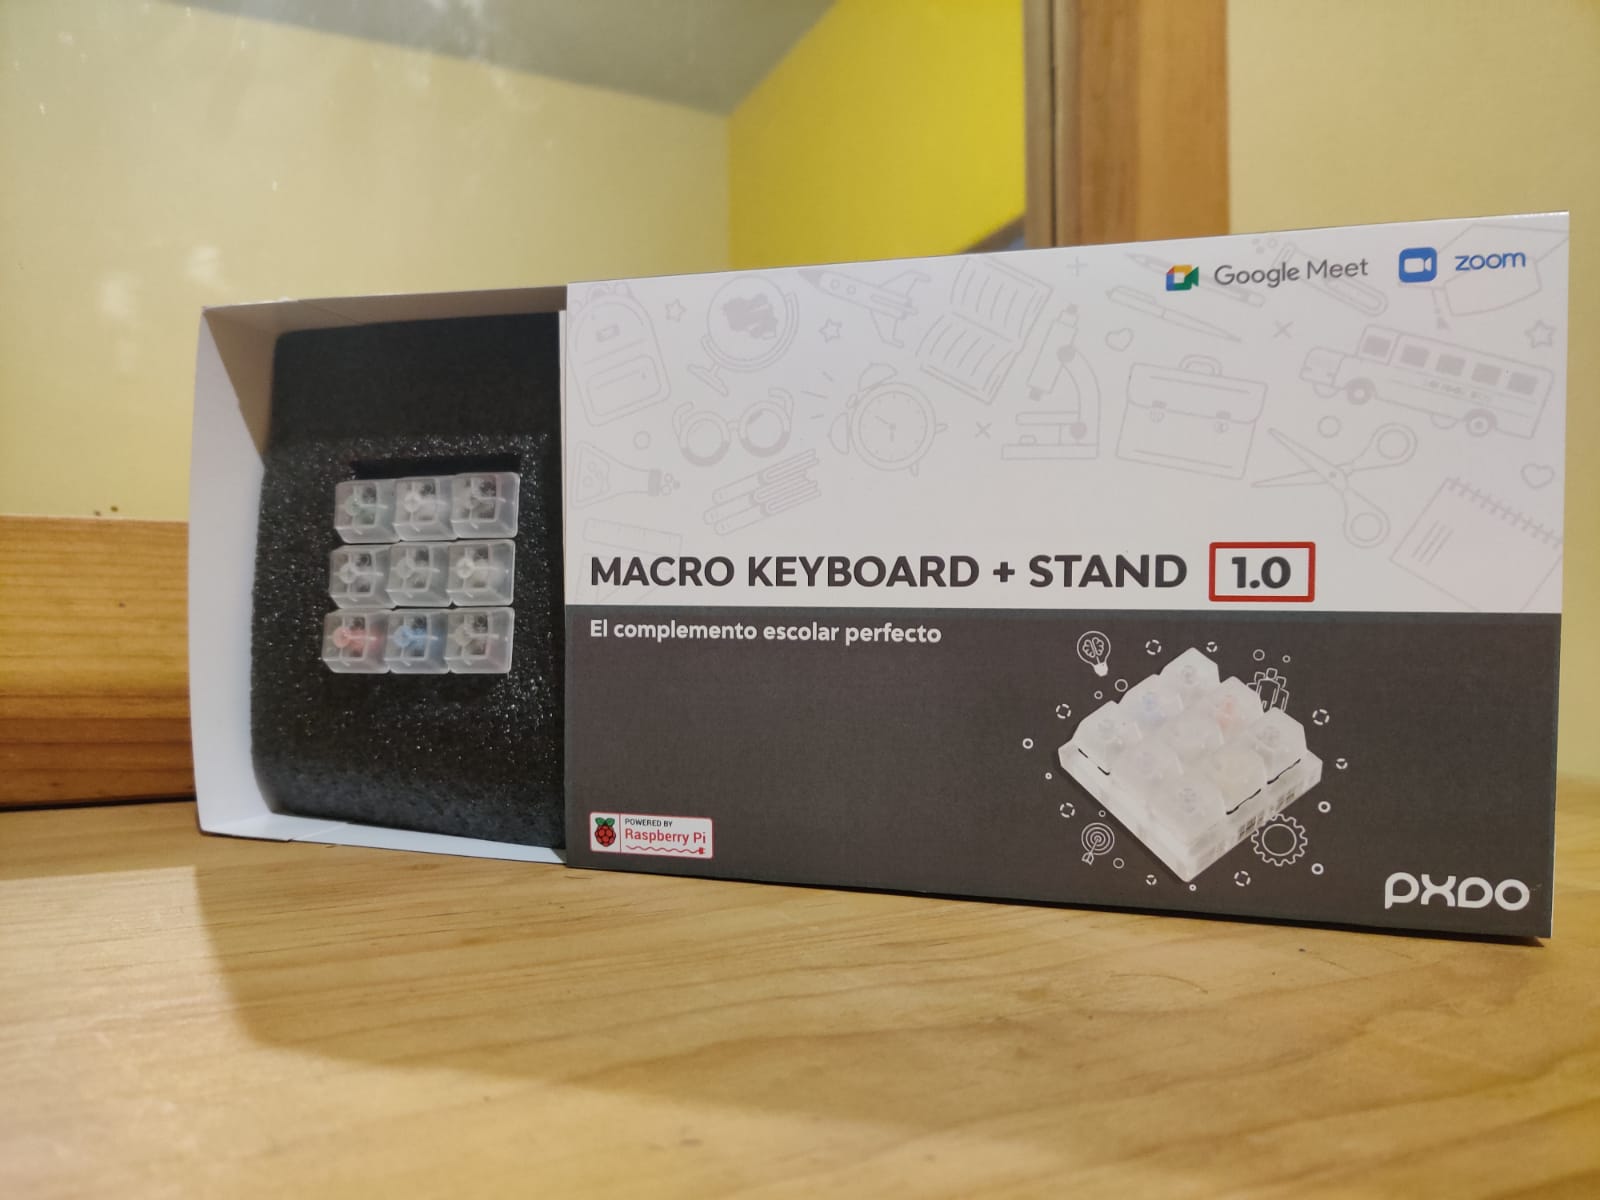 Google Meet zoom
MACRO KEYBOARD + STAND 1.0
El complemento escolar perfecto
POWERED BY
Raspberry Pi
PXDO